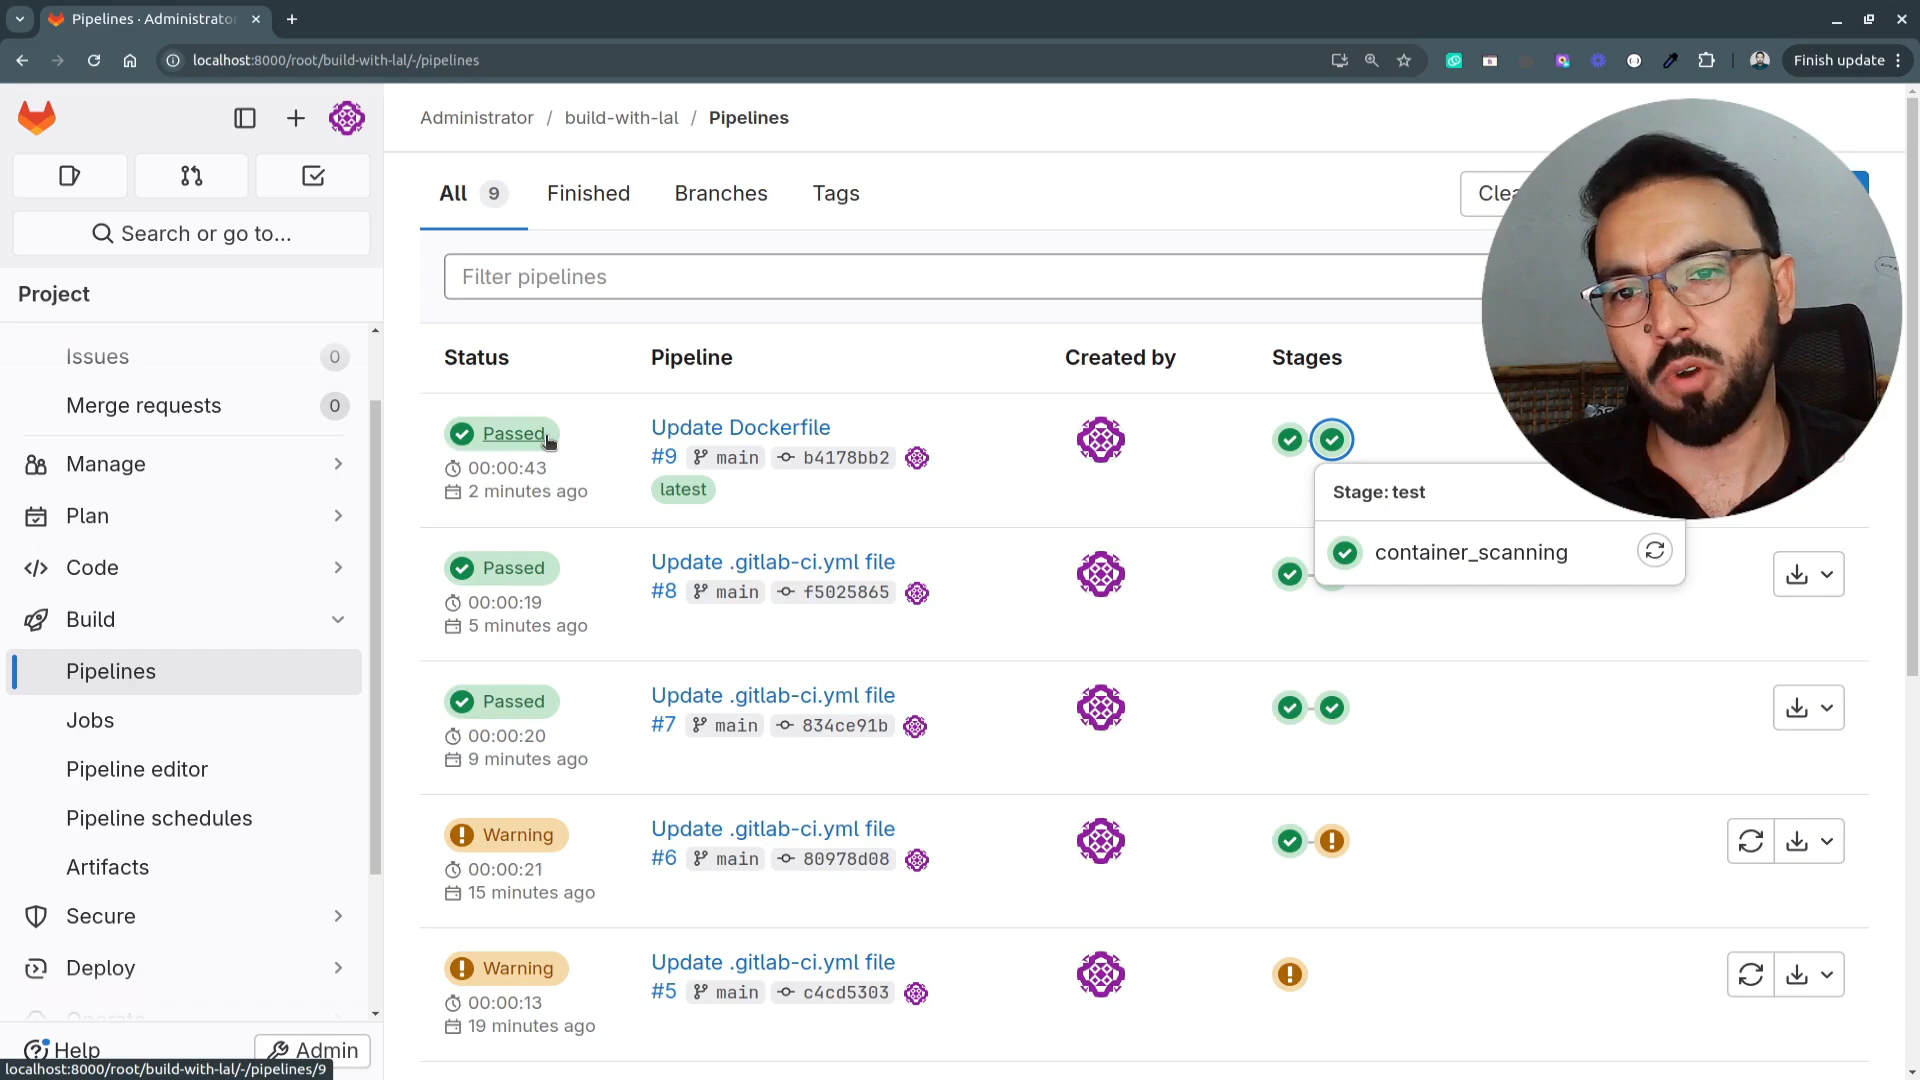 Pipelines · Administrator
localhost:8000/root/build-with-lal/-/pipelines
Finish update
Administrator / build-with-lal / Pipelines
Search or go to...
Project
Issues 0
Merge requests 0
Manage
Plan
Code
Build
Pipelines
Jobs
Pipeline editor
Pipeline schedules
Artifacts
Secure
Deploy
Operate
Help
Admin
localhost:8000/root/build-with-lal/-/pipelines/9
All 9 Finished Branches Tags
Filter pipelines
Status Pipeline Created by Stages
Passed Update Dockerfile
#9 main b4178bb2
00:00:43
2 minutes ago latest
Stage: test
container_scanning
Passed Update .gitlab-ci.yml file
#8 main f5025865
00:00:19
5 minutes ago
Passed Update .gitlab-ci.yml file
#7 main 834ce91b
00:00:20
9 minutes ago
Warning Update .gitlab-ci.yml file
#6 main 80978d08
00:00:21
15 minutes ago
Warning Update .gitlab-ci.yml file
#5 main c4cd5303
00:00:13
19 minutes ago